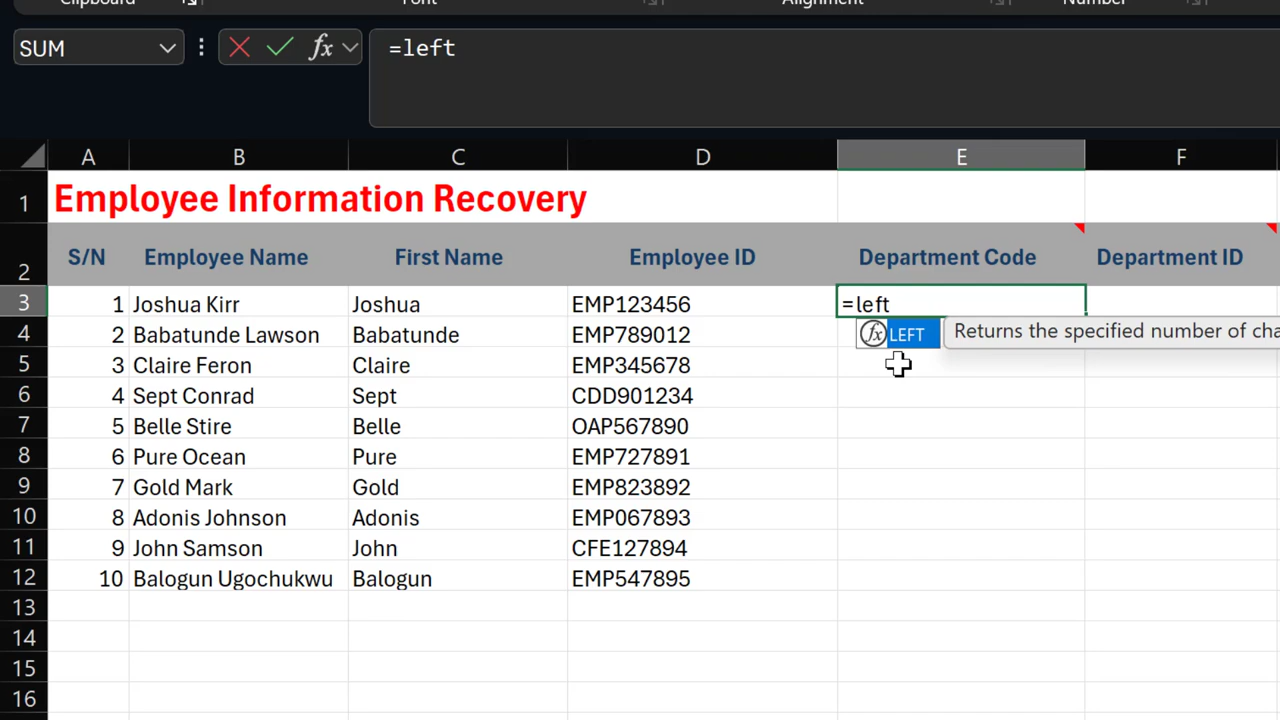 Clipboard Font Alignment Number
SUM fx =left
A B C D E F
1 Employee Information Recovery
2 S/N Employee Name First Name Employee ID Department Code Department ID
3 1 Joshua Kirr Joshua EMP123456 =left
4 2 Babatunde Lawson Babatunde EMP789012 fx LEFT Returns the specified number of cha
5 3 Claire Feron Claire EMP345678
6 4 Sept Conrad Sept CDD901234
7 5 Belle Stire Belle OAP567890
8 6 Pure Ocean Pure EMP727891
9 7 Gold Mark Gold EMP823892
10 8 Adonis Johnson Adonis EMP067893
11 9 John Samson John CFE127894
12 10 Balogun Ugochukwu Balogun EMP547895
13
14
15
16